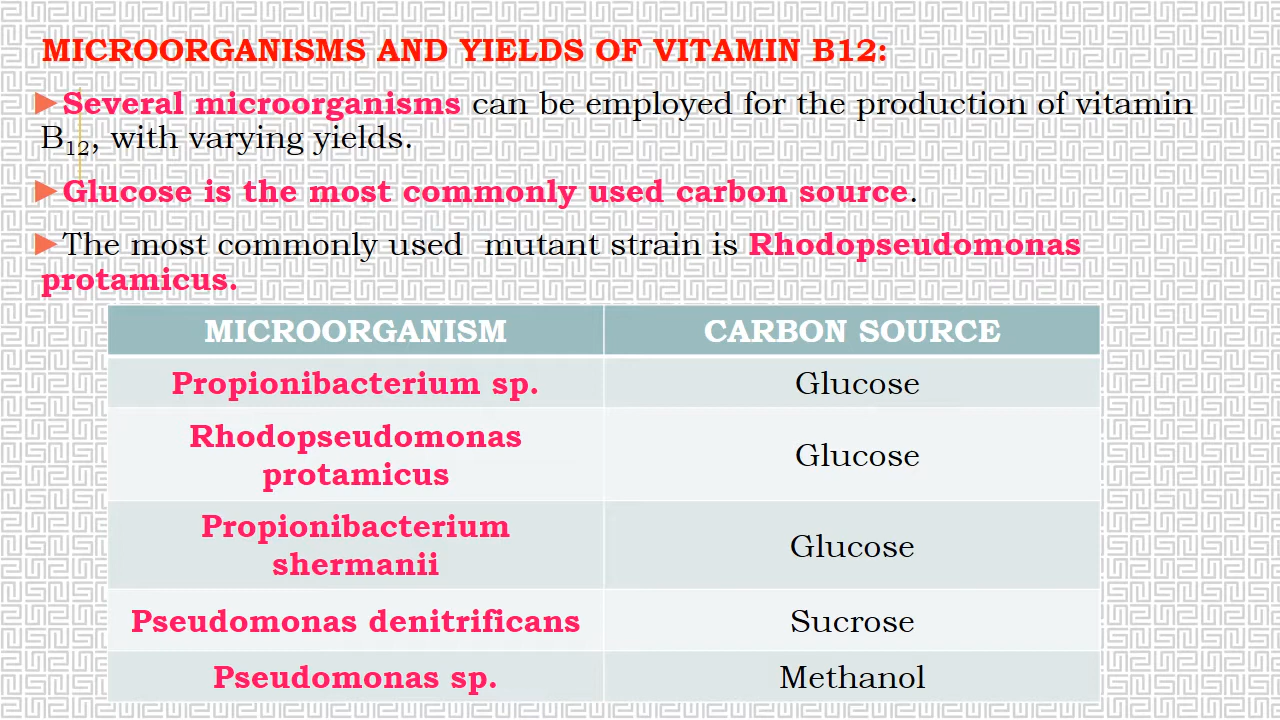 MICROORGANISMS AND YIELDS OF VITAMIN B12:
▶Several microorganisms can be employed for the production of vitamin
B₁₂, with varying yields.
▶Glucose is the most commonly used carbon source.
▶The most commonly used mutant strain is Rhodopseudomonas
protamicus.
MICROORGANISM CARBON SOURCE
Propionibacterium sp. Glucose
Rhodopseudomonas
protamicus Glucose
Propionibacterium
shermanii Glucose
Pseudomonas denitrificans Sucrose
Pseudomonas sp. Methanol